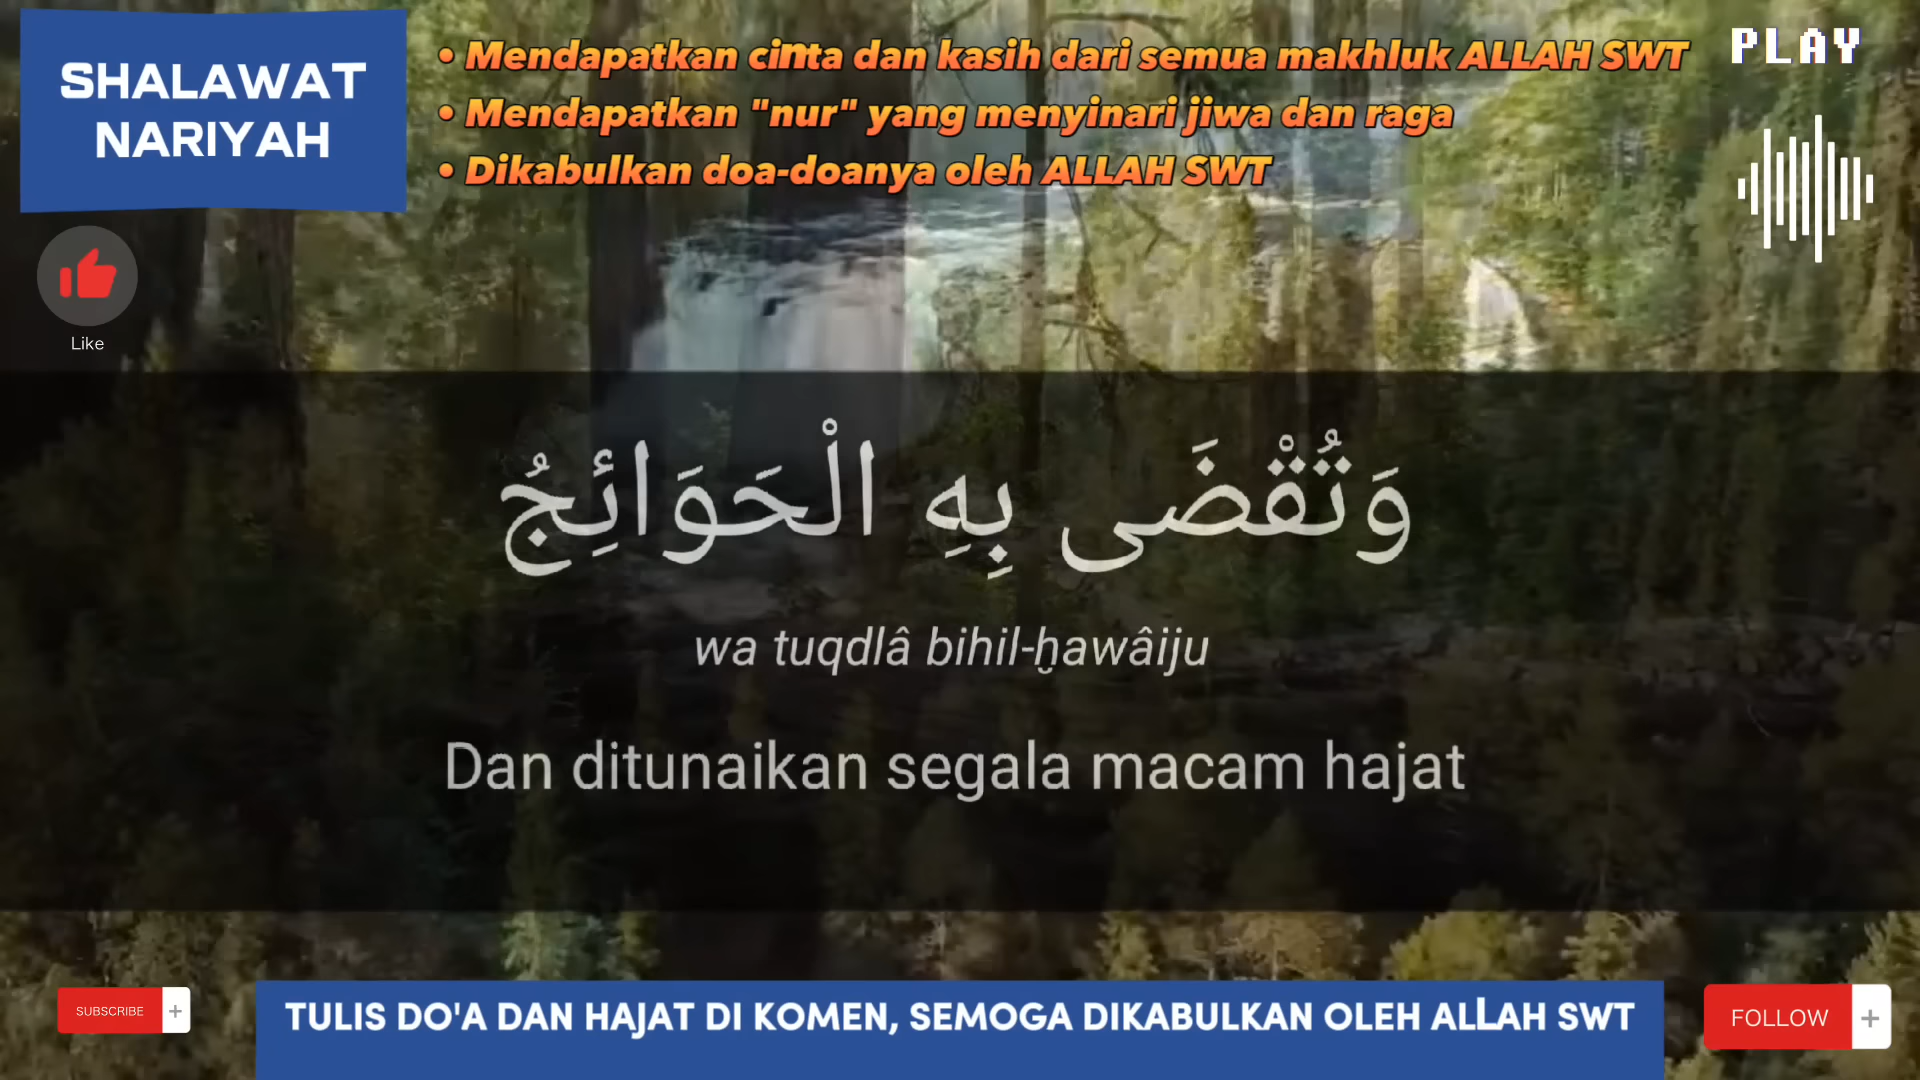 SHALAWAT
NARIYAH
• Mendapatkan cinta dan kasih dari semua makhluk ALLAH SWT
• Mendapatkan "nur" yang menyinari jiwa dan raga
• Dikabulkan doa-doanya oleh ALLAH SWT
PLAY
Like
وَتُقْضَى بِهِ الْحَوَائِجُ
wa tuqdlâ bihil-ḫawâiju
Dan ditunaikan segala macam hajat
SUBSCRIBE +
TULIS DO'A DAN HAJAT DI KOMEN, SEMOGA DIKABULKAN OLEH ALLAH SWT
FOLLOW +